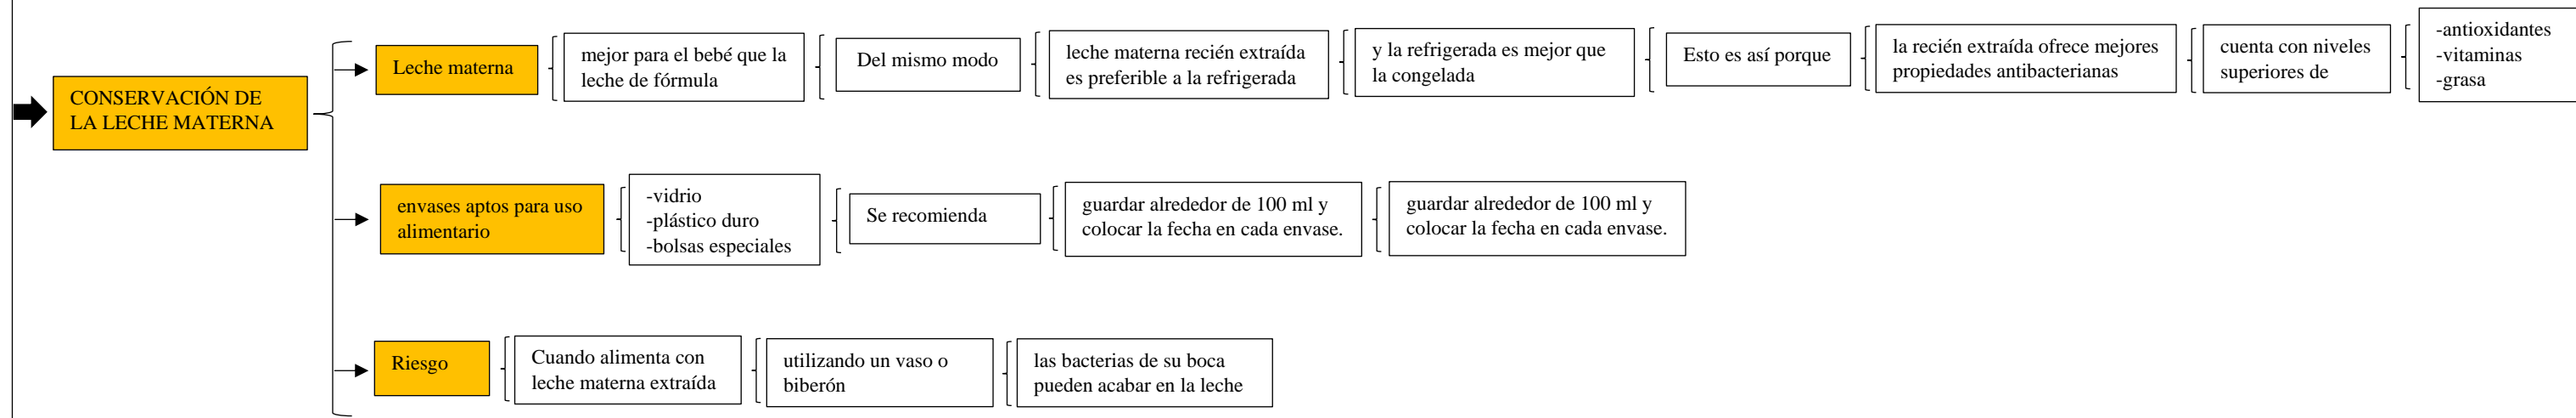 CONSERVACIÓN DE
LA LECHE MATERNA
Leche materna
mejor para el bebé que la
leche de fórmula
Del mismo modo
leche materna recién extraída
es preferible a la refrigerada
y la refrigerada es mejor que
la congelada
Esto es así porque
la recién extraída ofrece mejores
propiedades antibacterianas
cuenta con niveles
superiores de
-antioxidantes
-vitaminas
-grasa
envases aptos para uso
alimentario
-vidrio
-plástico duro
-bolsas especiales
Se recomienda
guardar alrededor de 100 ml y
colocar la fecha en cada envase.
guardar alrededor de 100 ml y
colocar la fecha en cada envase.
Riesgo
Cuando alimenta con
leche materna extraída
utilizando un vaso o
biberón
las bacterias de su boca
pueden acabar en la leche